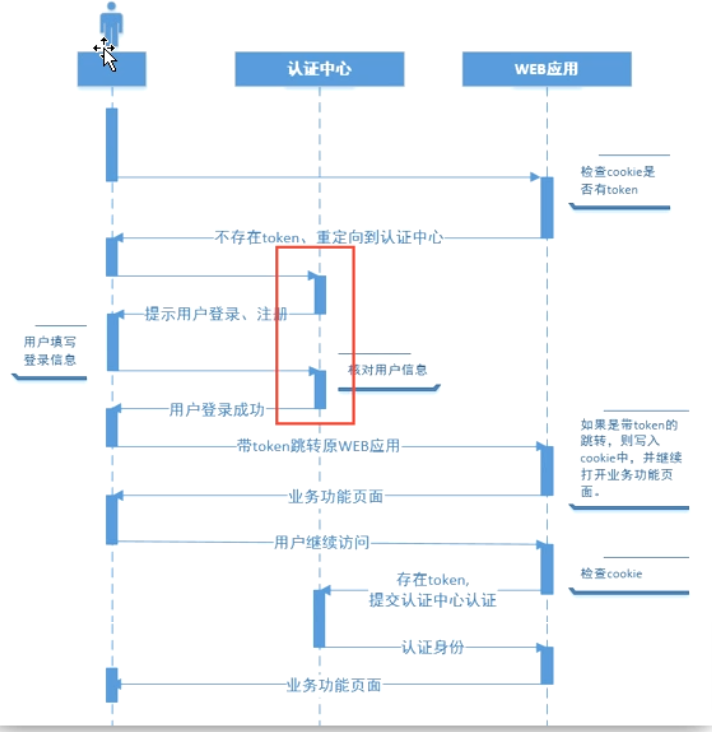 认证中心
WEB应用
检查cookie是
否有token
不存在token、重定向到认证中心
提示用户登录、注册
用户填写
登录信息
核对用户信息
用户登录成功
如果是带token的
跳转，则写入
cookie中，并继续
打开业务功能页
面。
带token跳转原WEB应用
业务功能页面
用户继续访问
检查cookie
存在token,
提交认证中心认证
认证身份
业务功能页面